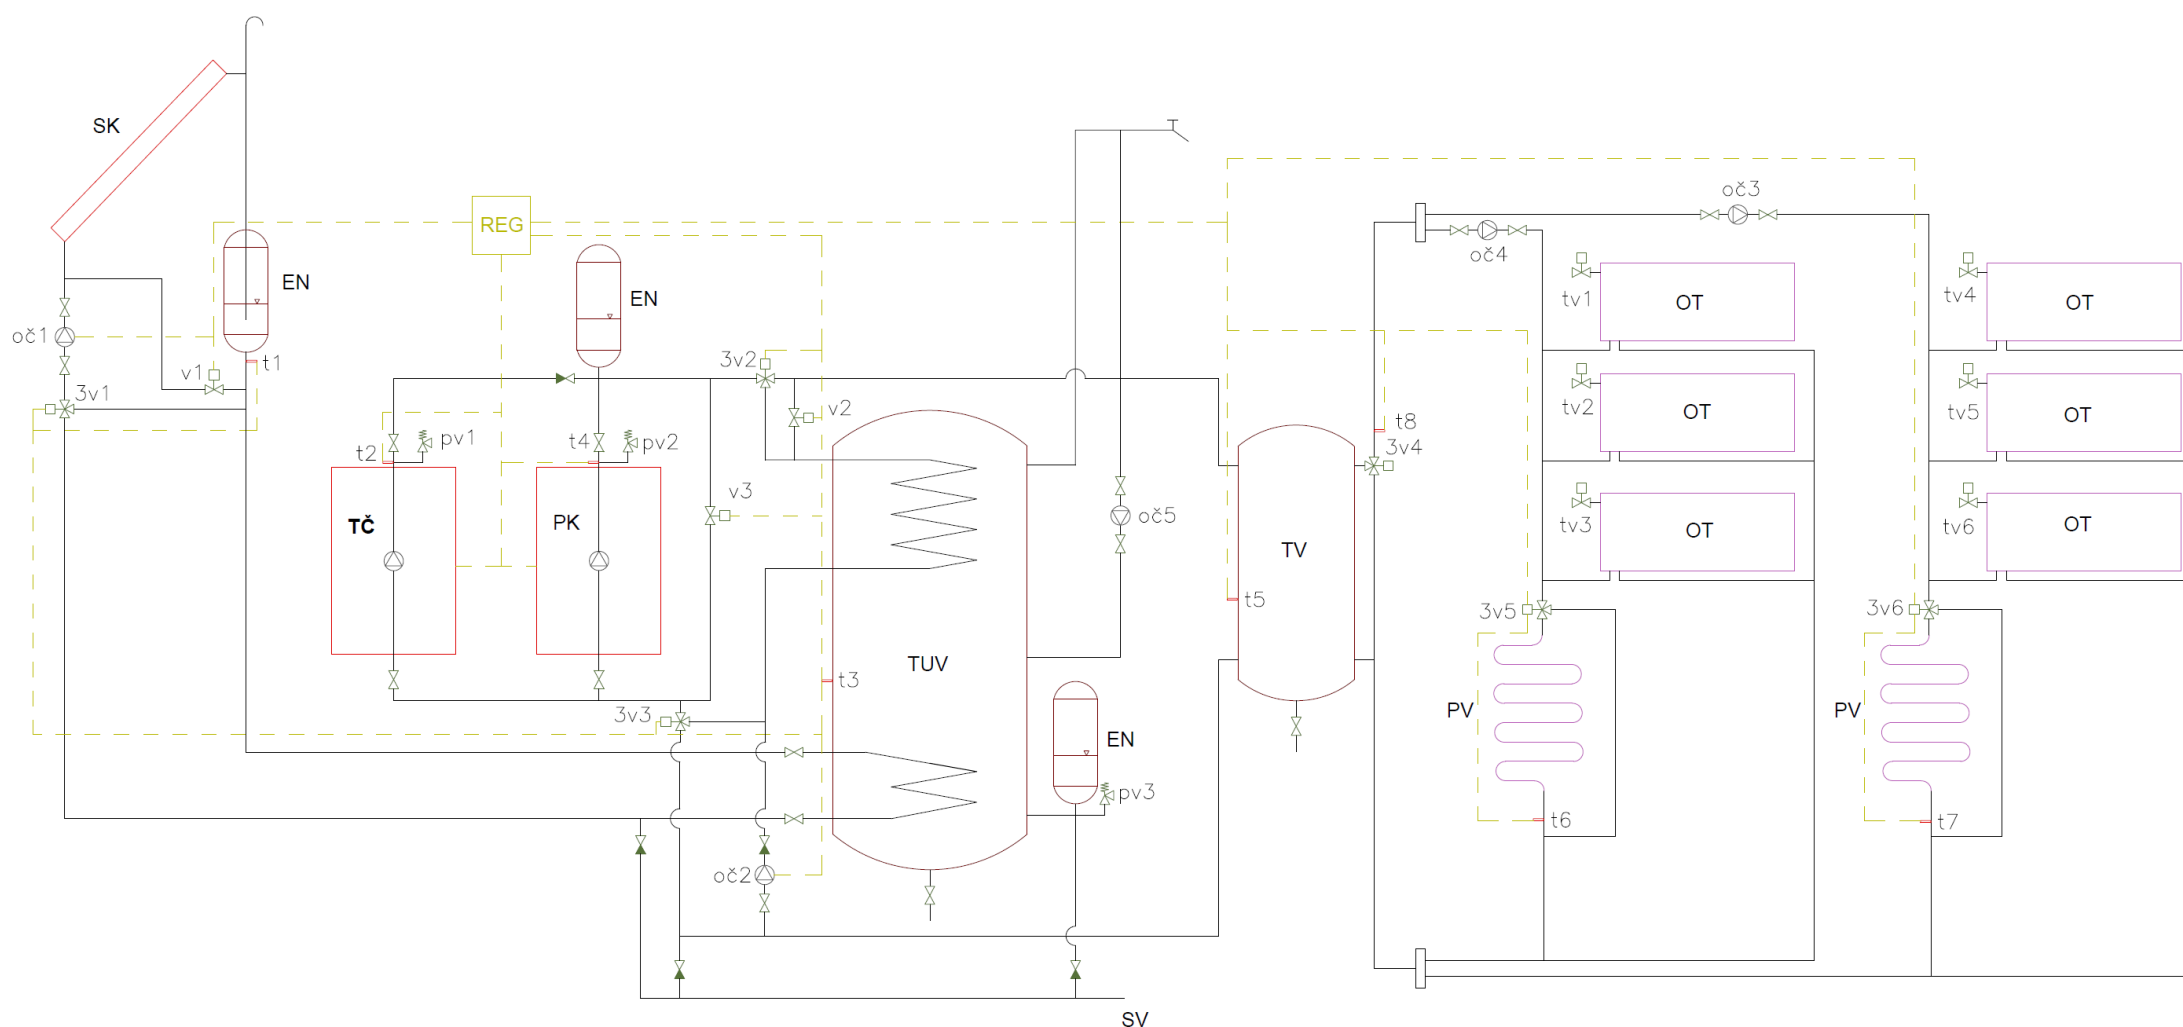 SK
REG
EN
EN
oč1
v1
t1
3v1
3v2
v2
t2
pv1
t4
pv2
TČ
PK
v3
oč5
TUV
t3
3v3
EN
pv3
oč2
SV
TV
t5
t8
3v4
oč3
oč4
tv1
OT
tv4
OT
tv2
OT
tv5
OT
tv3
OT
tv6
OT
3v5
3v6
PV
PV
t6
t7